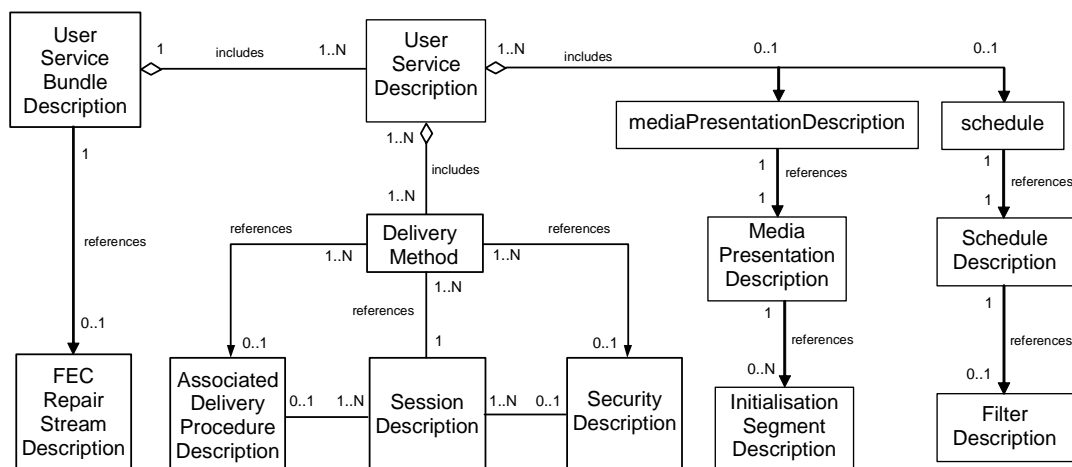 User
Service
Bundle
Description
1
includes
1..N
User
Service
Description
1..N
includes
0..1
0..1
mediaPresentationDescription
schedule
1
1..N
includes
1..N
1
references
1
1
references
1
references
references
1..N
Delivery
Method
1..N
references
1..N
references
1
Media
Presentation
Description
Schedule
Description
1
references
0..N
1
references
0..1
0..1
0..1
0..1
FEC
Repair
Stream
Description
Associated
Delivery
Procedure
Description
0..1
1..N
Session
Description
1..N
0..1
Security
Description
Initialisation
Segment
Description
Filter
Description